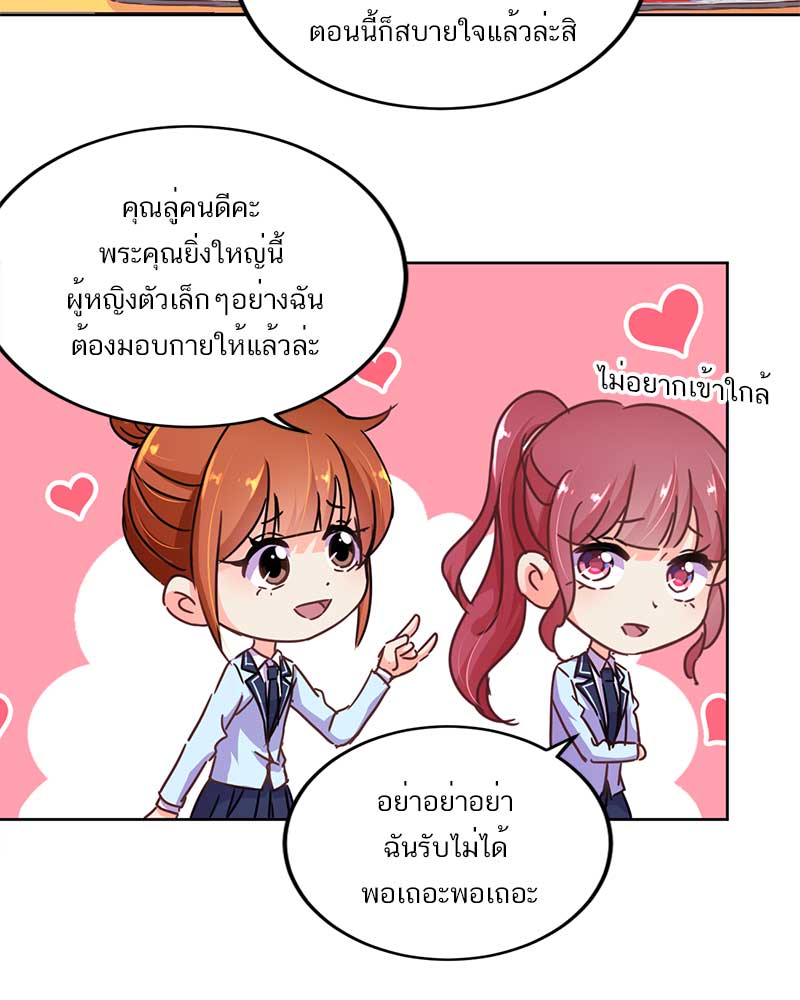 ตอนนี้ก็สบายใจแล้วล่ะสิ
คุณลู่คนดีคะ
พระคุณยิ่งใหญ่นี้
ผู้หญิงตัวเล็กๆอย่างฉัน
ต้องมอบกายให้แล้วล่ะ
ไม่อยากเข้าใกล้
อย่าอย่าอย่า
ฉันรับไม่ได้
พอเถอะพอเถอะ